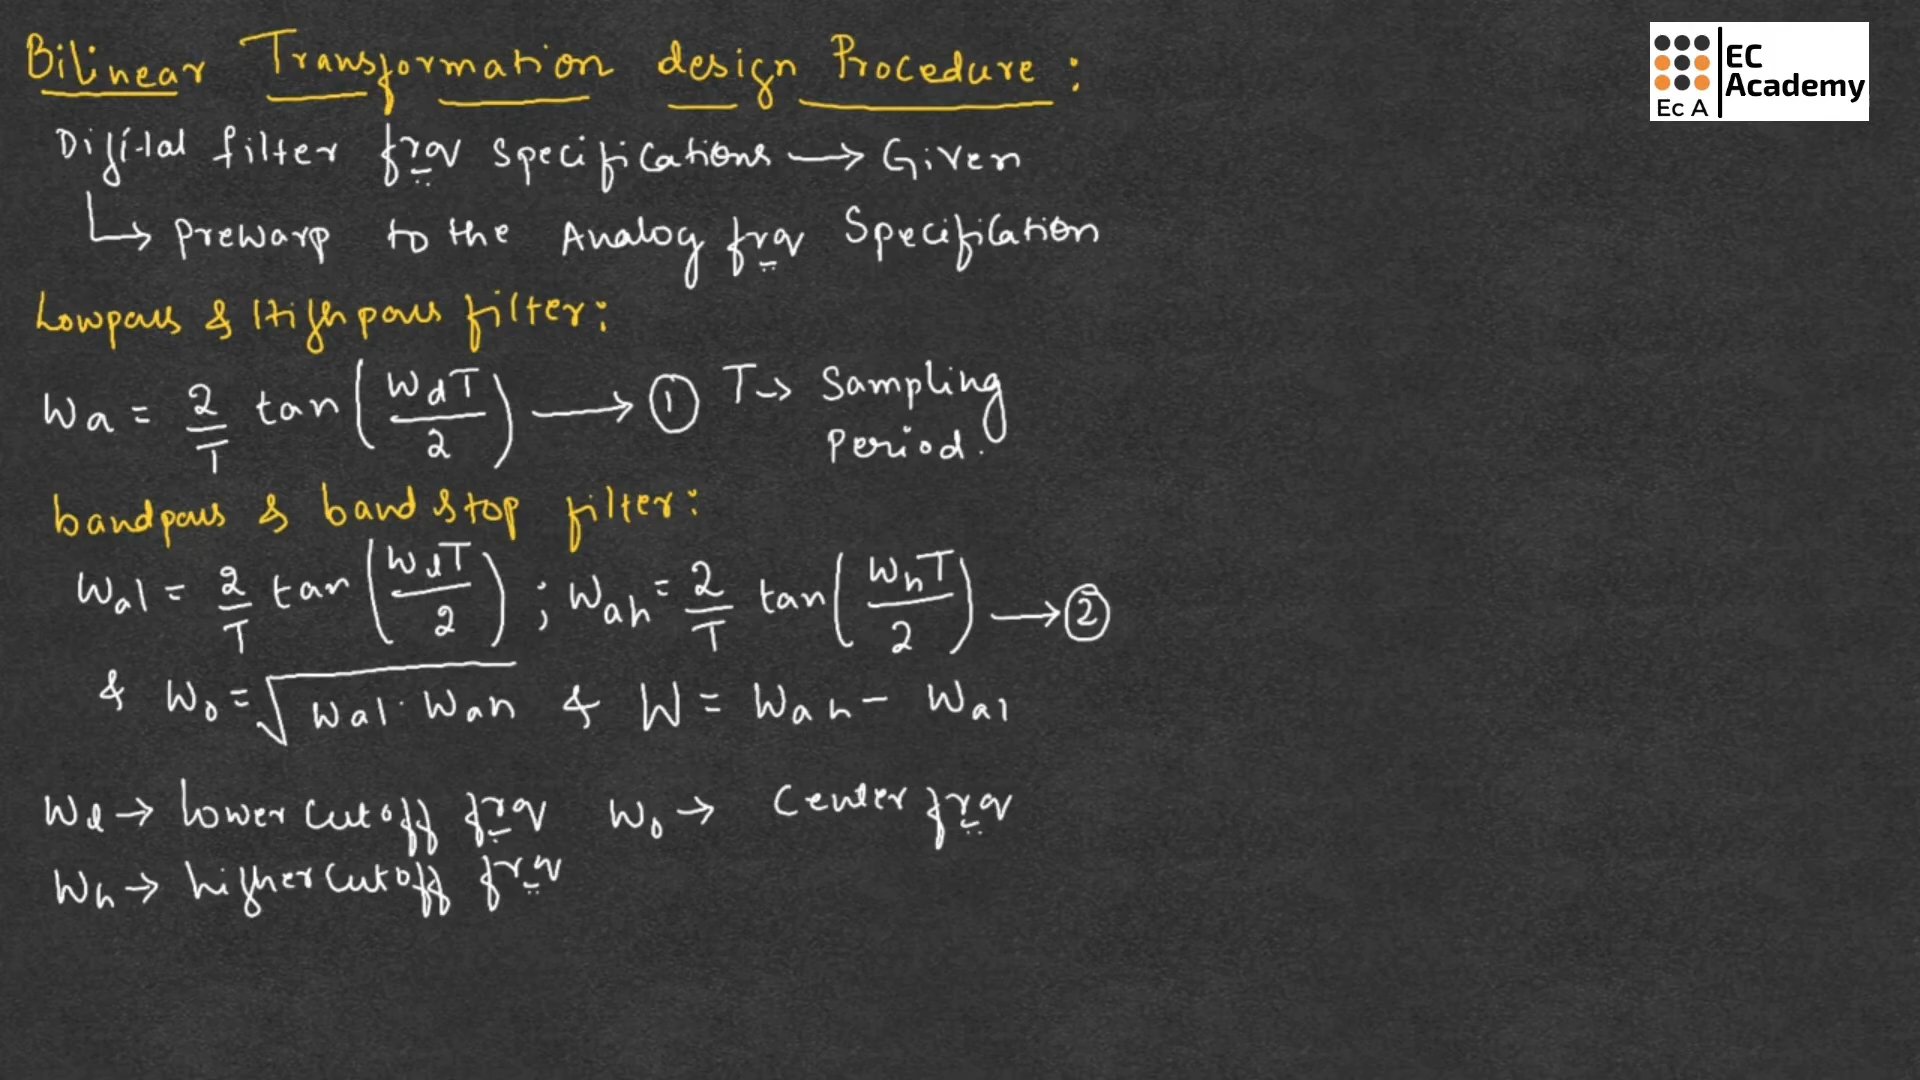 Bilinear Transformation design Procedure :
EC Academy
Ec A
Digital filter frq specifications → Given
↳ prewarp to the Analog frq Specification
Lowpass & High pass filter:
Wa = 2/T tan (WdT/2) → ① T → Sampling period.
bandpass & band stop filter:
Wal = 2/T tan (WlT/2) ; Wah = 2/T tan (WhT/2) → ②
& W₀ = √(Wal · Wah) & W = Wah - Wal
Wl → lower cutoff frq W₀ → Center frq
Wh → higher cutoff frq